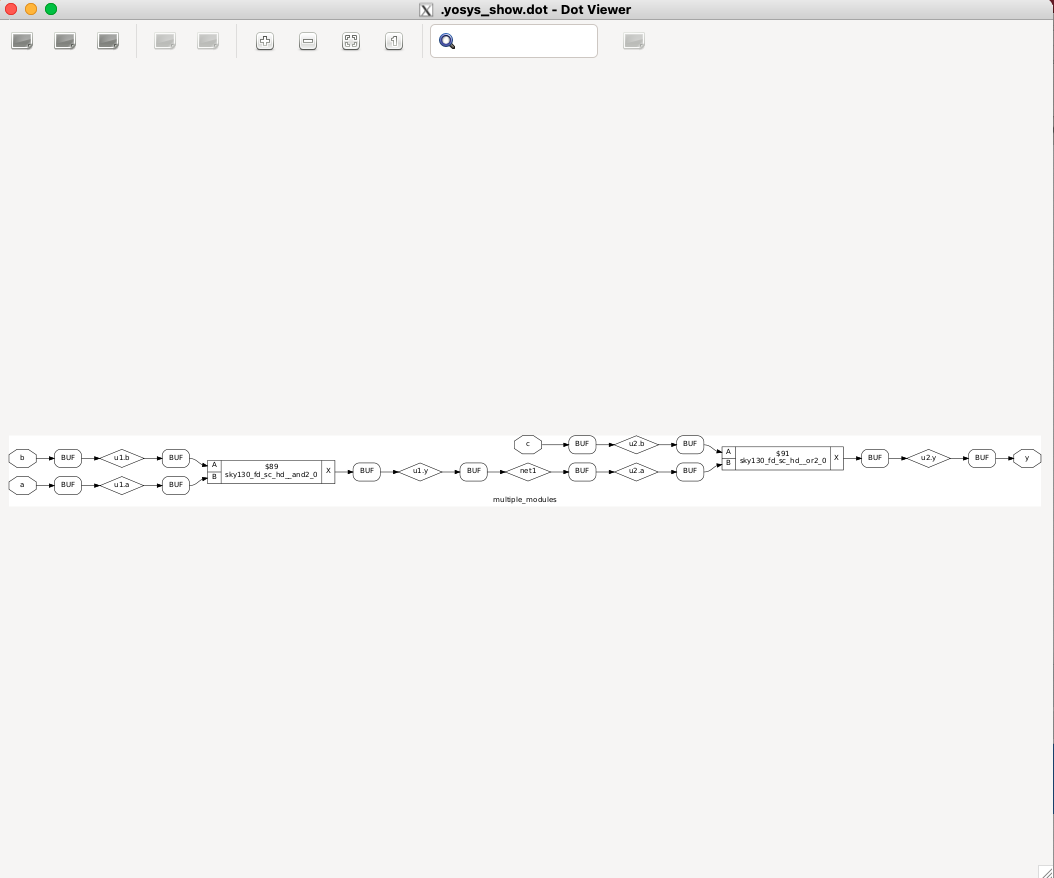 .yosys_show.dot - Dot Viewer
c BUF u2.b BUF
b BUF u1.b BUF
a BUF u1.a BUF
A
B
$89
sky130_fd_sc_hd__and2_0
X
BUF u1.y BUF net1 BUF u2.a BUF
A
B
$91
sky130_fd_sc_hd__or2_0
X
BUF u2.y BUF y
multiple_modules